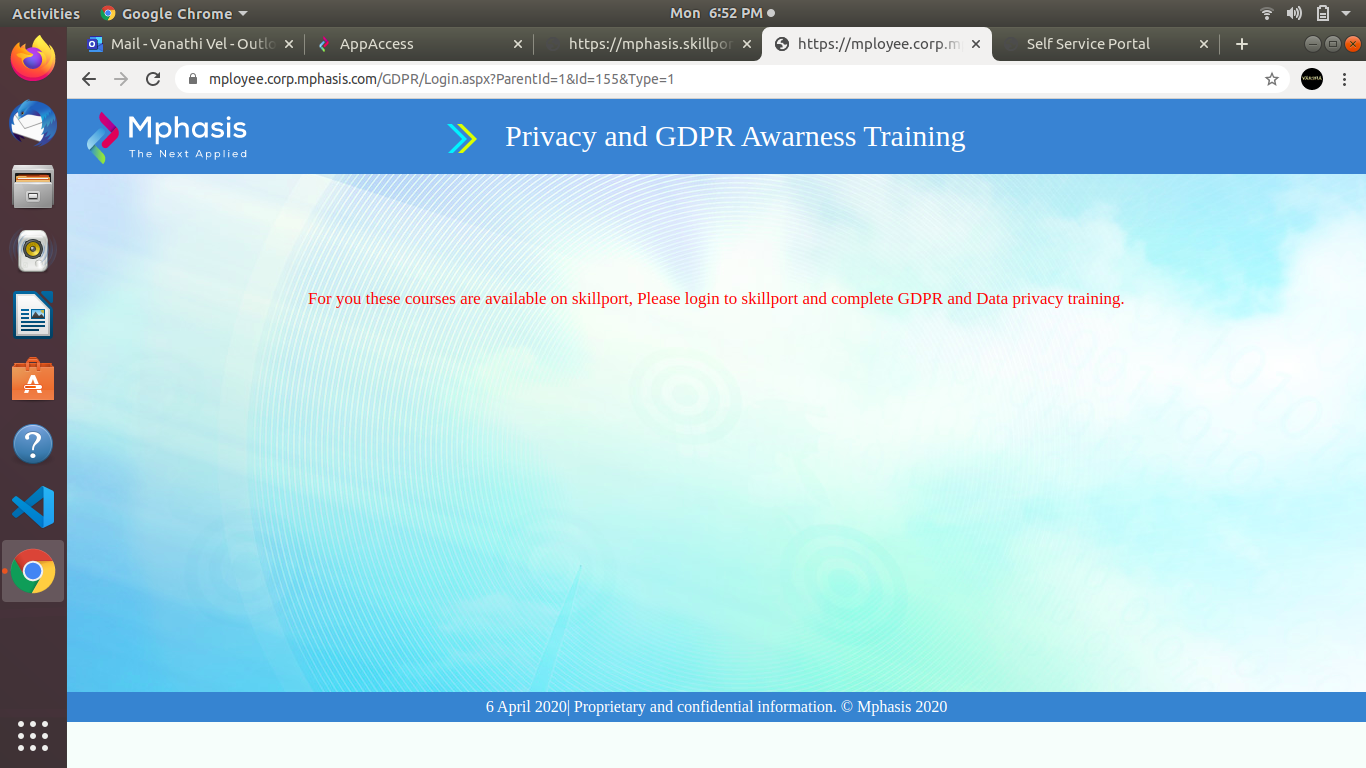 Activities
Google Chrome
Mon 6:52 PM
Mail - Vanathi Vel - Outlo
AppAccess
https://mphasis.skillpor
https://mployee.corp.m
Self Service Portal
mployee.corp.mphasis.com/GDPR/Login.aspx?ParentId=1&Id=155&Type=1
Mphasis
The Next Applied
Privacy and GDPR Awarness Training
For you these courses are available on skillport, Please login to skillport and complete GDPR and Data privacy training.
6 April 2020| Proprietary and confidential information. © Mphasis 2020